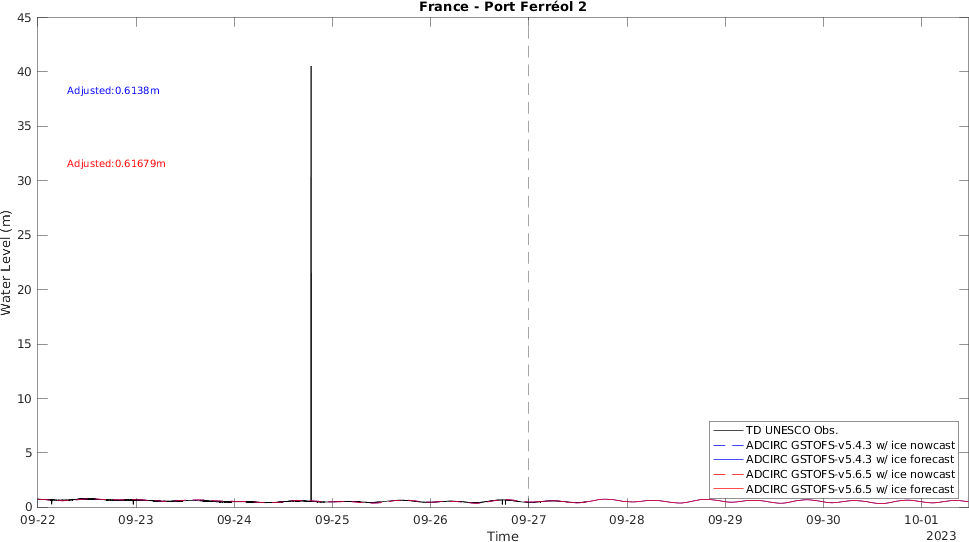 France - Port Ferréol 2
45
40
35
30
25
20
15
10
5
0
Water Level (m)
Adjusted:0.6138m
Adjusted:0.61679m
TD UNESCO Obs.
ADCIRC GSTOFS-v5.4.3 w/ ice nowcast
ADCIRC GSTOFS-v5.4.3 w/ ice forecast
ADCIRC GSTOFS-v5.6.5 w/ ice nowcast
ADCIRC GSTOFS-v5.6.5 w/ ice forecast
09-22 09-23 09-24 09-25 09-26 09-27 09-28 09-29 09-30 10-01
Time
2023